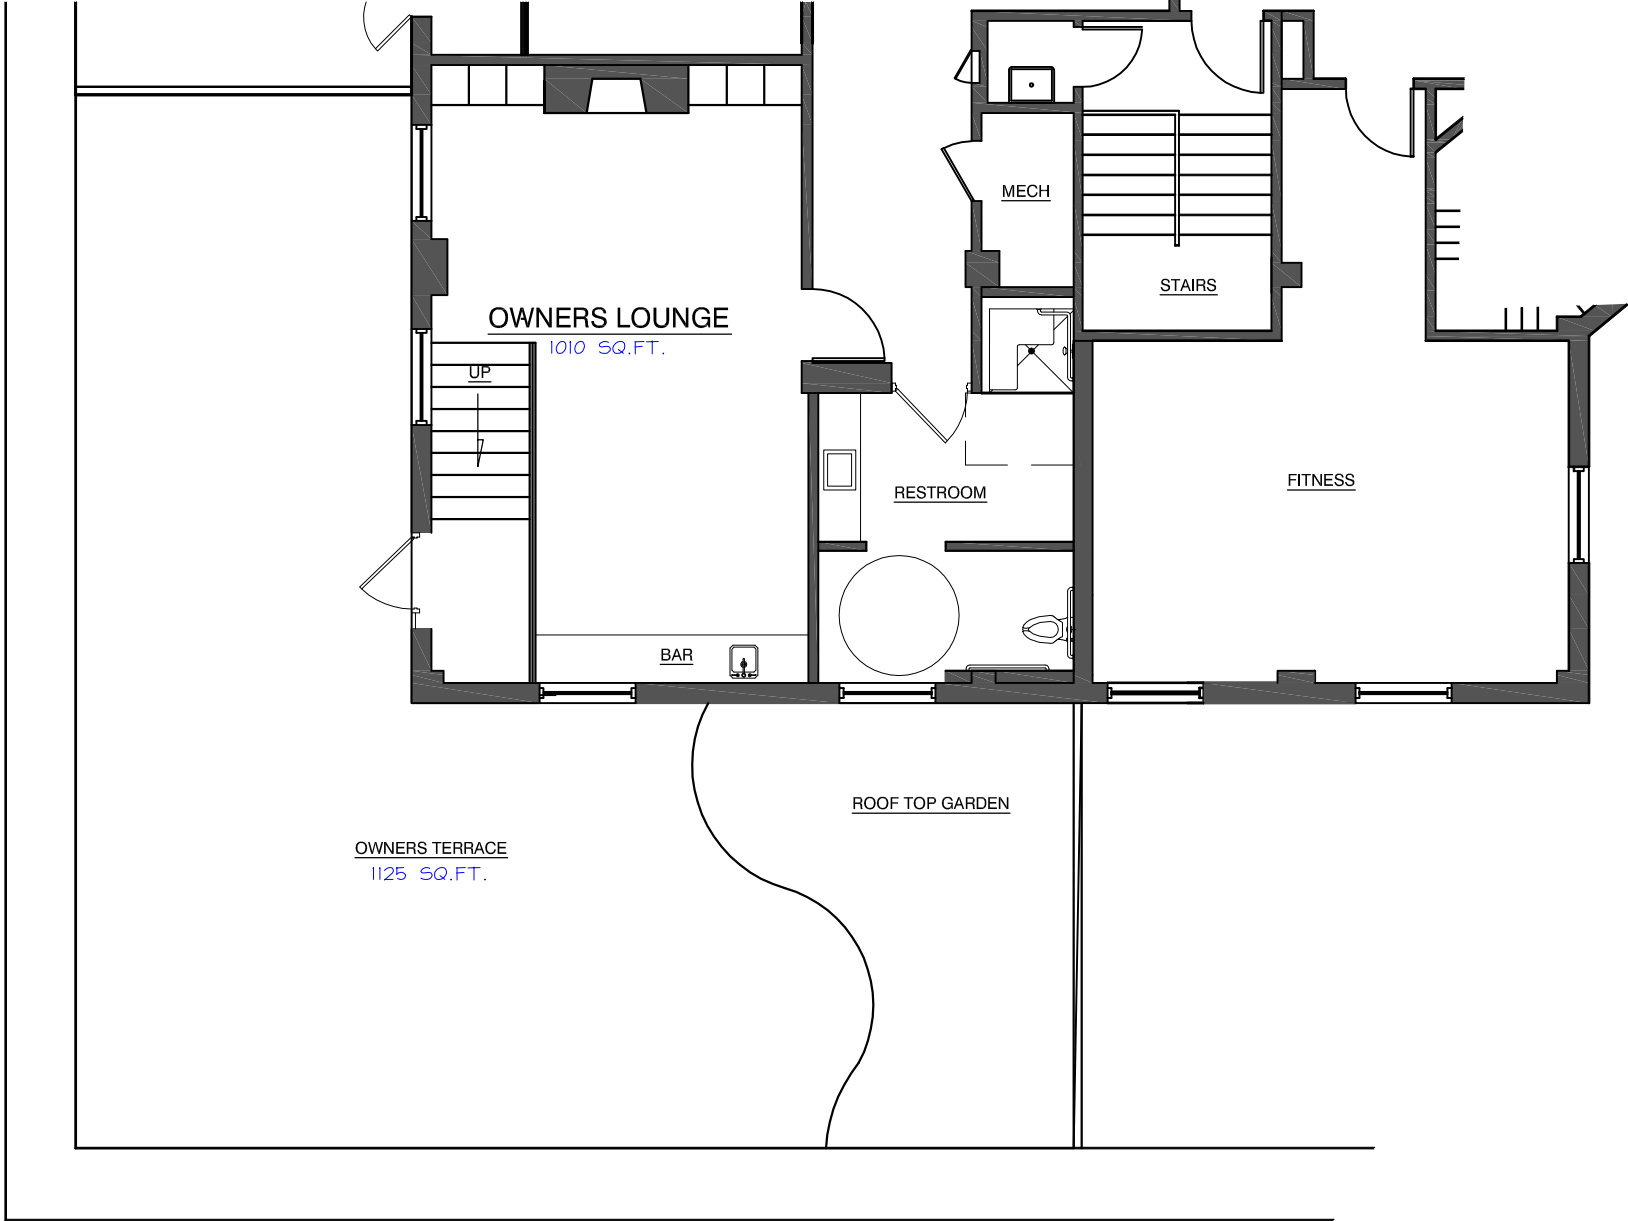 MECH
STAIRS
OWNERS LOUNGE
1010 SQ.FT.
UP
FITNESS
RESTROOM
BAR
ROOF TOP GARDEN
OWNERS TERRACE
1125 SQ.FT.